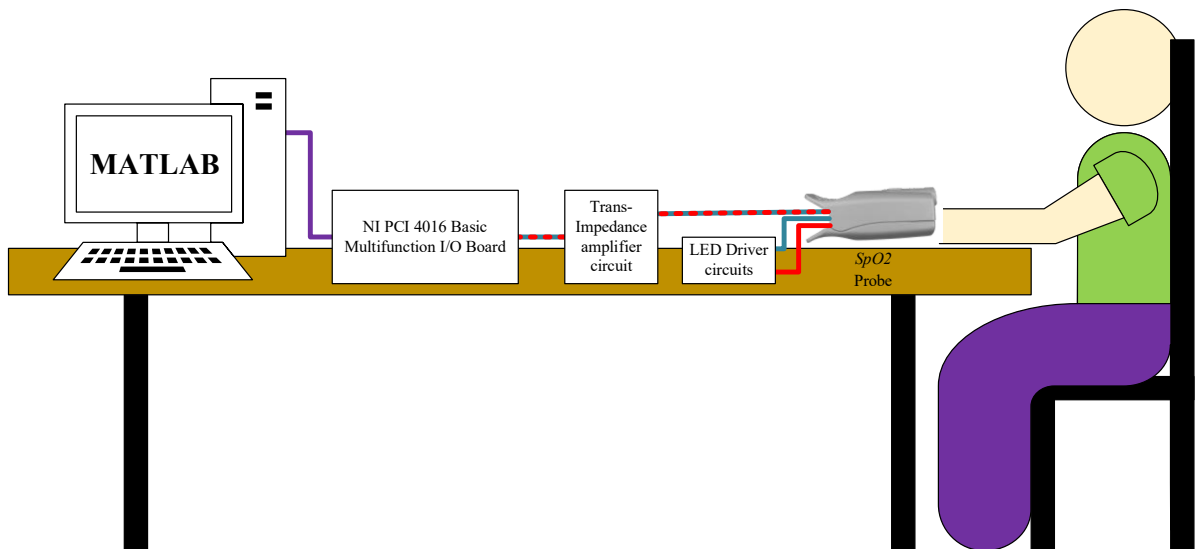 MATLAB
NI PCI 4016 Basic
Multifunction I/O Board
Trans-
Impedance
amplifier
circuit
LED Driver
circuits
SpO2
Probe